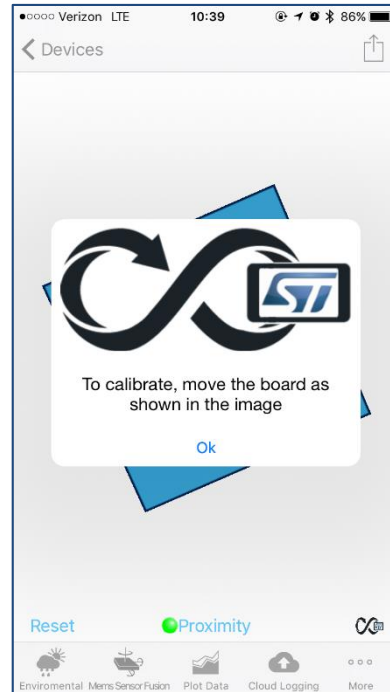 Verizon LTE 10:39 86%
Devices
ST
To calibrate, move the board as
shown in the image
Ok
Reset Proximity
Enviromental Mems Sensor Fusion Plot Data Cloud Logging More